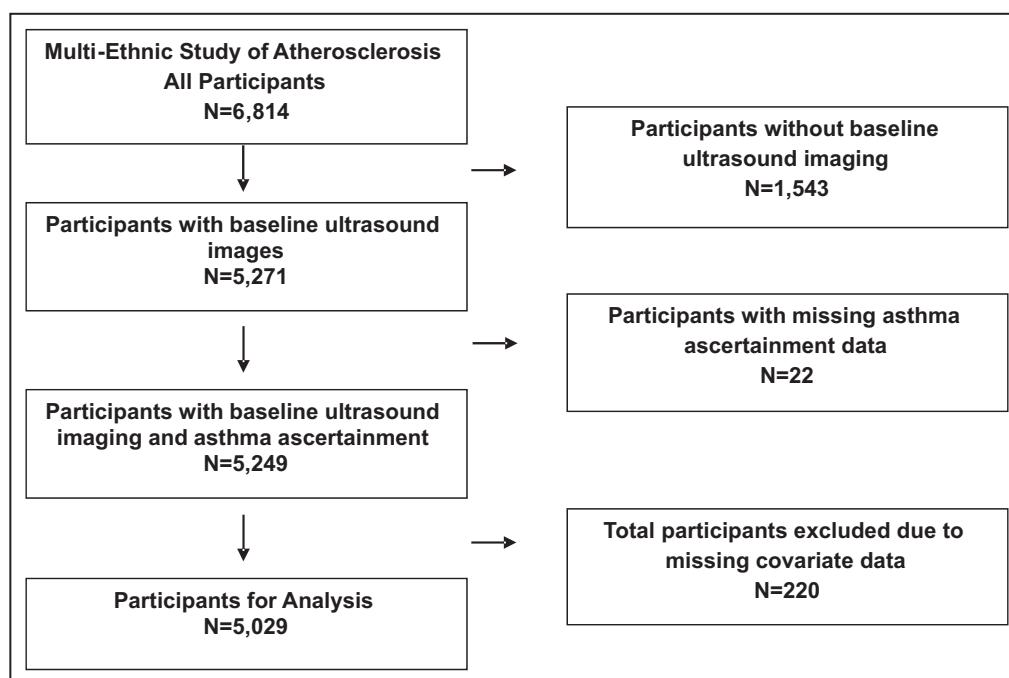 Multi-Ethnic Study of Atherosclerosis
All Participants
N=6,814
Participants without baseline
ultrasound imaging
N=1,543
Participants with baseline ultrasound
images
N=5,271
Participants with missing asthma
ascertainment data
N=22
Participants with baseline ultrasound
imaging and asthma ascertainment
N=5,249
Total participants excluded due to
missing covariate data
N=220
Participants for Analysis
N=5,029